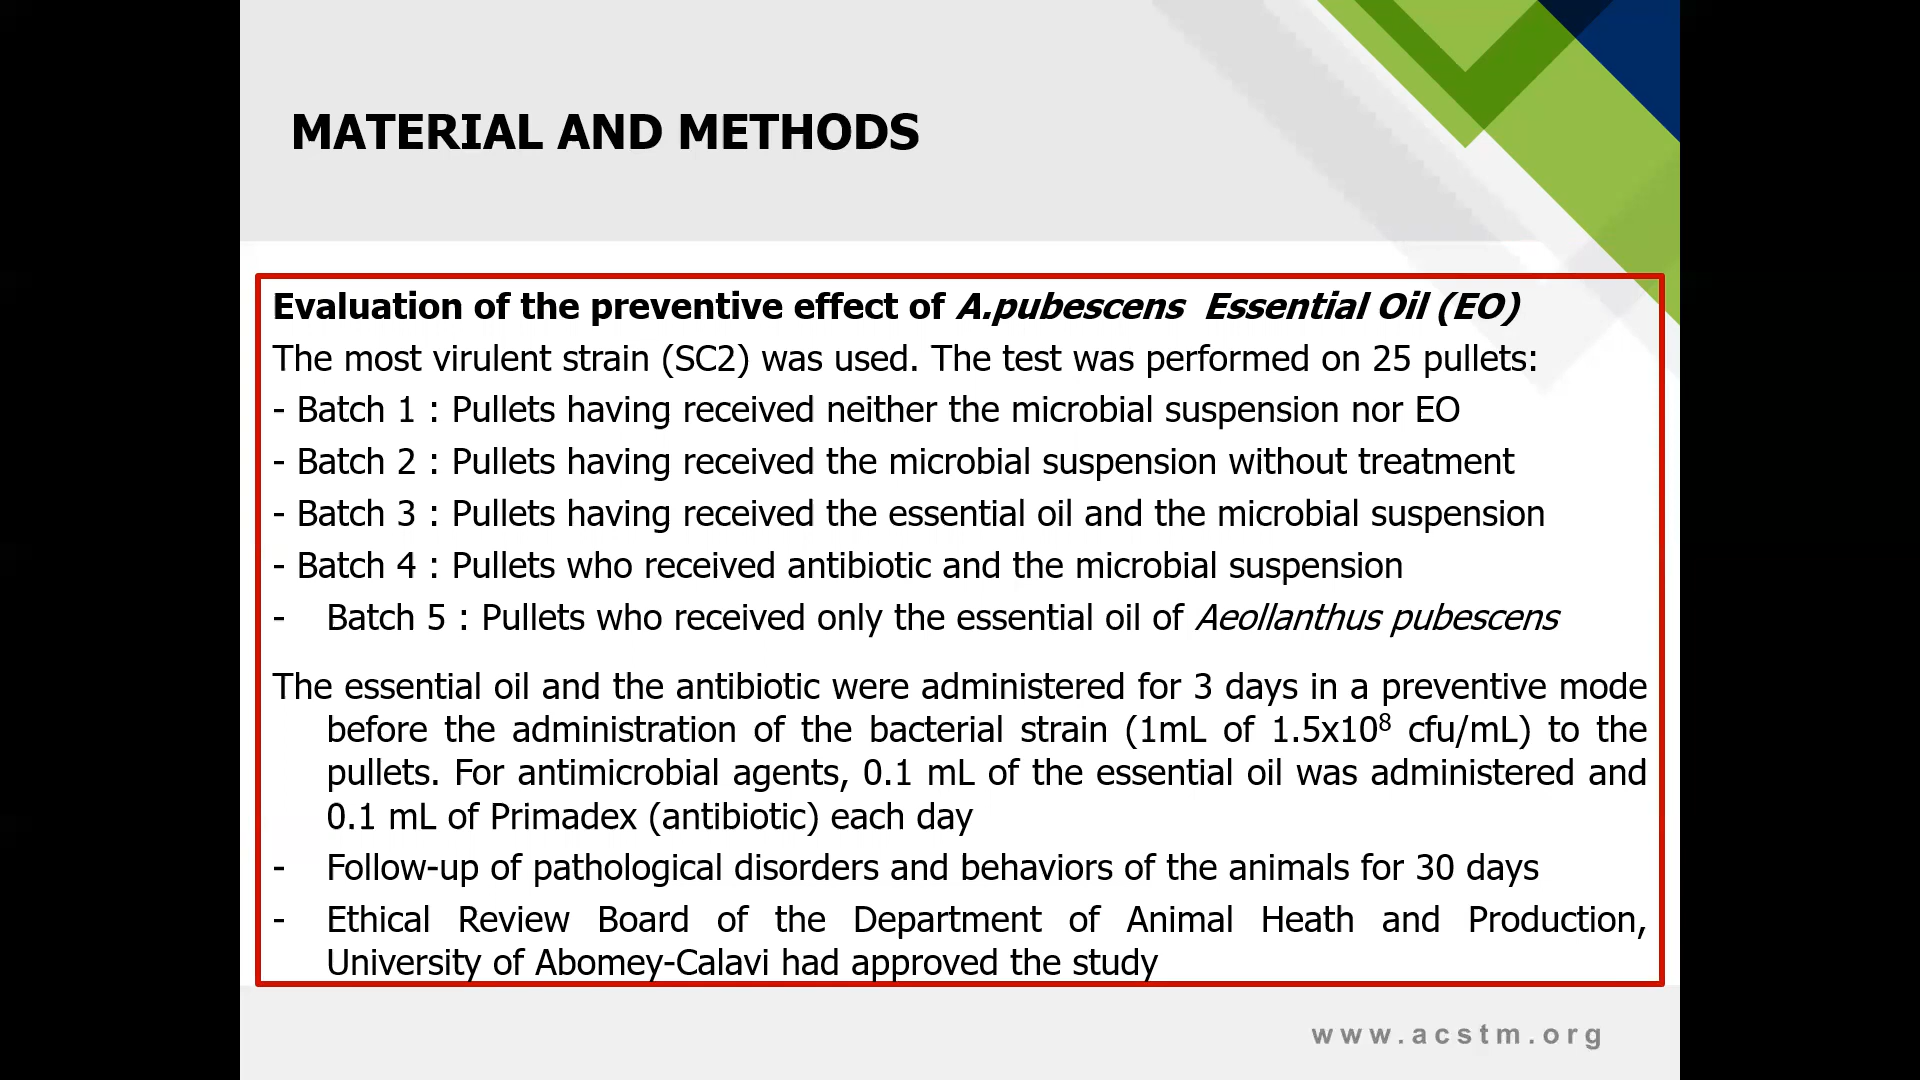 MATERIAL AND METHODS
Evaluation of the preventive effect of A.pubescens Essential Oil (EO)
The most virulent strain (SC2) was used. The test was performed on 25 pullets:
- Batch 1 : Pullets having received neither the microbial suspension nor EO
- Batch 2 : Pullets having received the microbial suspension without treatment
- Batch 3 : Pullets having received the essential oil and the microbial suspension
- Batch 4 : Pullets who received antibiotic and the microbial suspension
- Batch 5 : Pullets who received only the essential oil of Aeollanthus pubescens
The essential oil and the antibiotic were administered for 3 days in a preventive mode
before the administration of the bacterial strain (1mL of 1.5x10⁸ cfu/mL) to the
pullets. For antimicrobial agents, 0.1 mL of the essential oil was administered and
0.1 mL of Primadex (antibiotic) each day
- Follow-up of pathological disorders and behaviors of the animals for 30 days
- Ethical Review Board of the Department of Animal Heath and Production,
University of Abomey-Calavi had approved the study
www.acstm.org